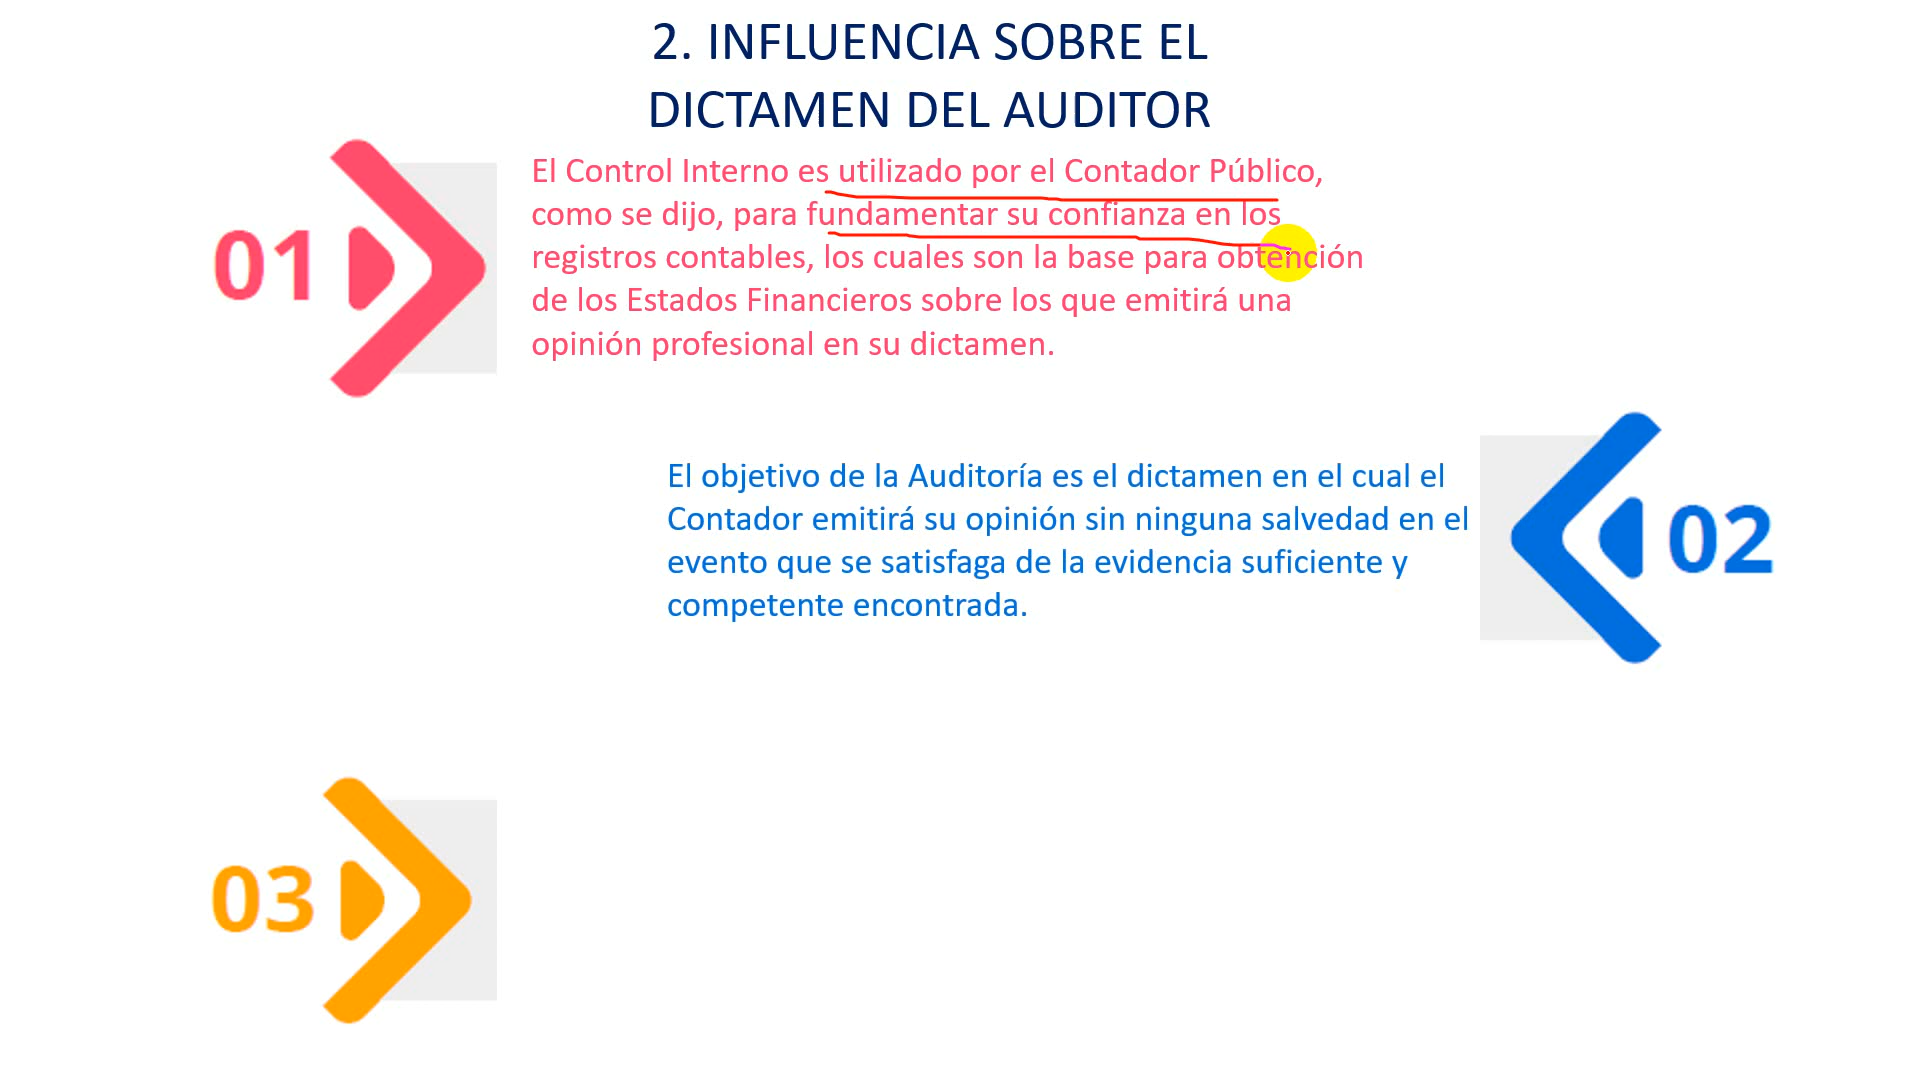 2. INFLUENCIA SOBRE EL
DICTAMEN DEL AUDITOR
01
El Control Interno es utilizado por el Contador Público,
como se dijo, para fundamentar su confianza en los
registros contables, los cuales son la base para obtención
de los Estados Financieros sobre los que emitirá una
opinión profesional en su dictamen.
El objetivo de la Auditoría es el dictamen en el cual el
Contador emitirá su opinión sin ninguna salvedad en el
evento que se satisfaga de la evidencia suficiente y
competente encontrada.
02
03